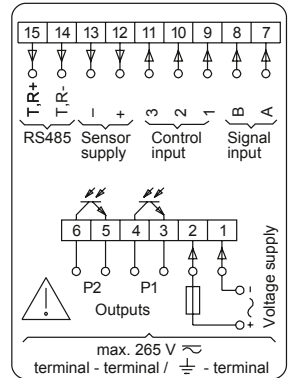 15 14 13 12 11 10 9 8 7
T,R+ T,R- – + 3 2 1 B A
RS485 Sensor supply Control input Signal input
6 5 4 3 2 1
P2 P1
Outputs
– +
Voltage supply
max. 265 V
terminal - terminal / ⏚ - terminal